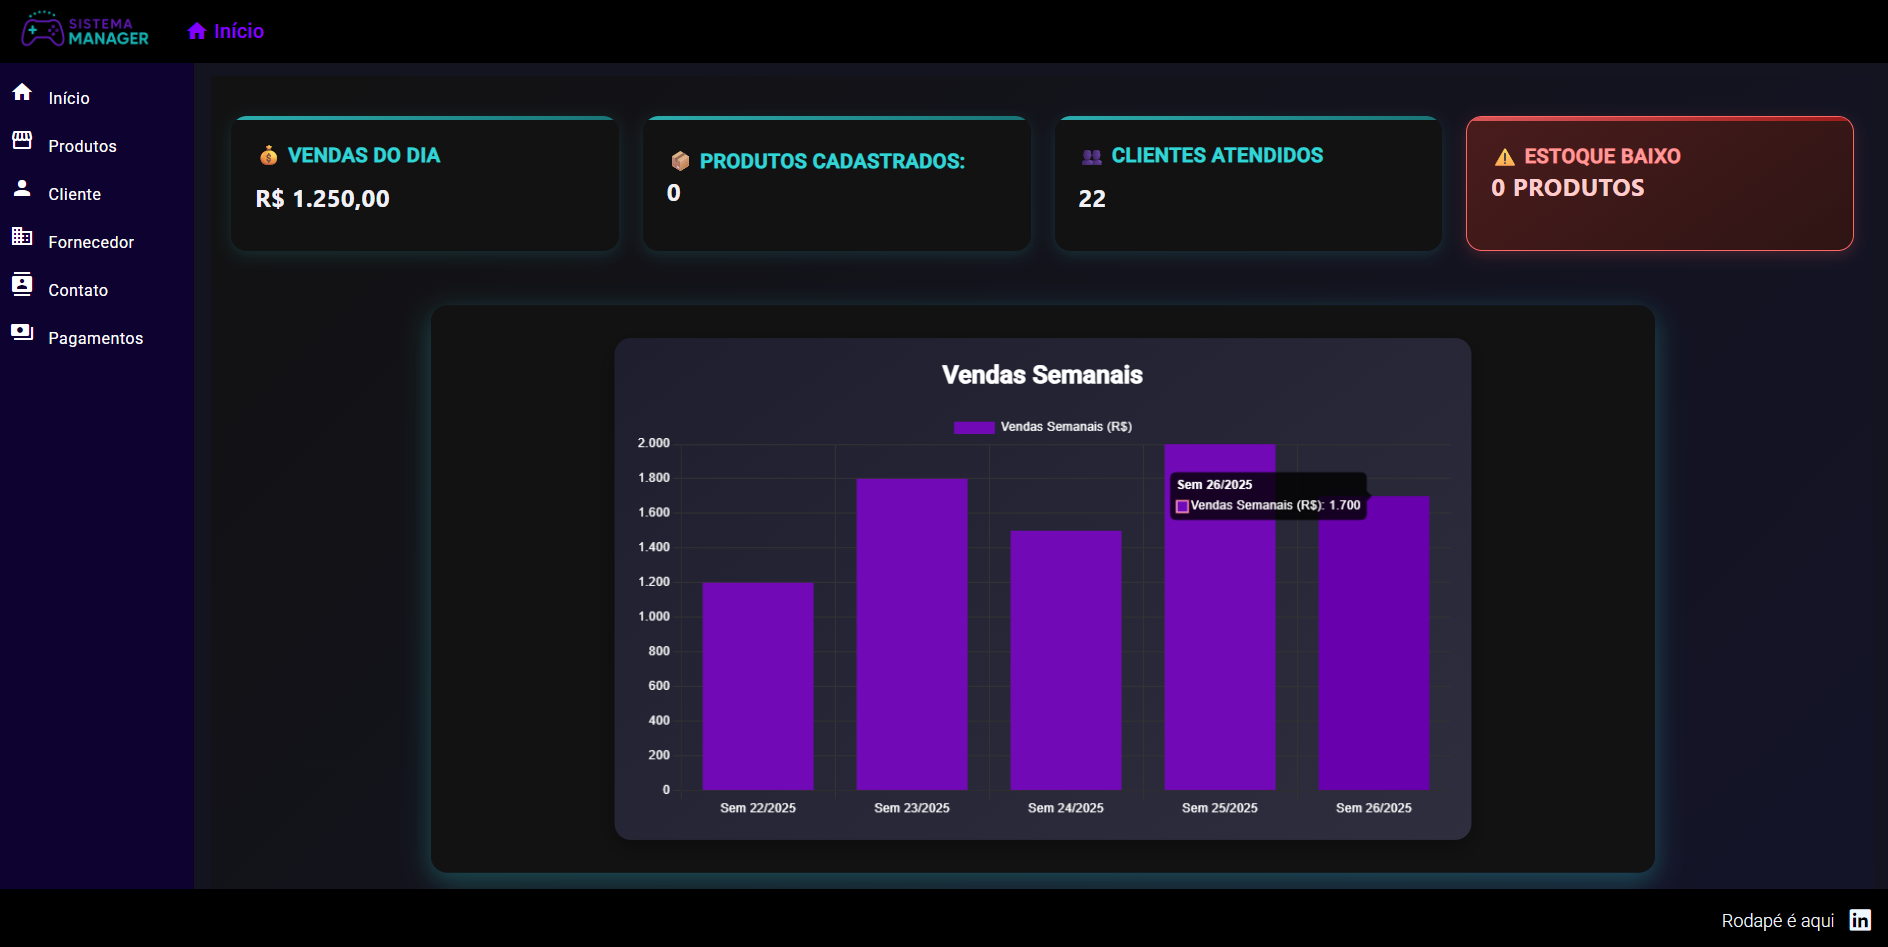 SISTEMA
MANAGER
Início
Início
Produtos
Cliente
Fornecedor
Contato
Pagamentos
VENDAS DO DIA
R$ 1.250,00
PRODUTOS CADASTRADOS:
0
CLIENTES ATENDIDOS
22
ESTOQUE BAIXO
0 PRODUTOS
Vendas Semanais
Vendas Semanais (R$)
2.000
1.800
1.600
1.400
1.200
1.000
800
600
400
200
0
Sem 26/2025
Vendas Semanais (R$): 1.700
Sem 22/2025
Sem 23/2025
Sem 24/2025
Sem 25/2025
Sem 26/2025
Rodapé é aqui
in